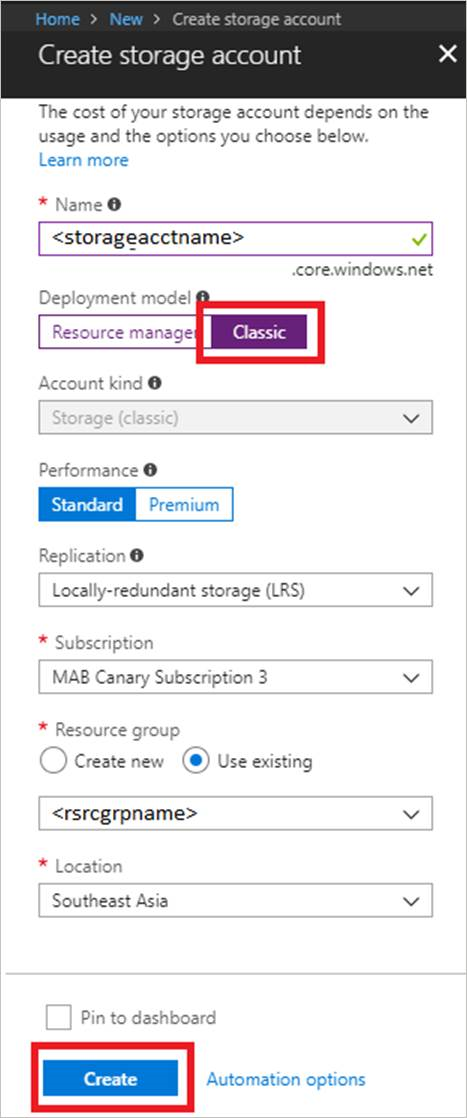 Home > New > Create storage account
Create storage account
The cost of your storage account depends on the
usage and the options you choose below.
Learn more
* Name
<storageacctname>
.core.windows.net
Deployment model
Resource manager Classic
Account kind
Storage (classic)
Performance
Standard Premium
Replication
Locally-redundant storage (LRS)
* Subscription
MAB Canary Subscription 3
* Resource group
Create new Use existing
<rsrcgrpname>
* Location
Southeast Asia
Pin to dashboard
Create Automation options